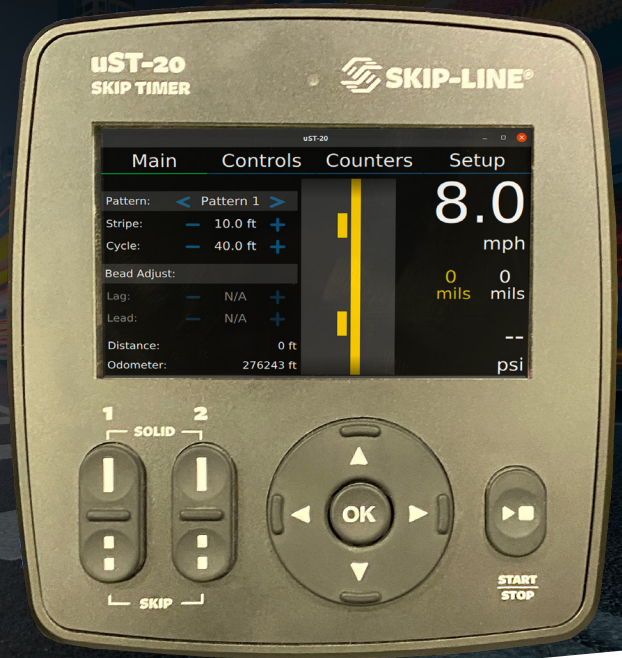 uST-20
SKIP TIMER
SKIP-LINE®
uST-20
Main Controls Counters Setup
Pattern: < Pattern 1 >
Stripe: − 10.0 ft +
Cycle: − 40.0 ft +
Bead Adjust:
Lag: − N/A +
Lead: − N/A +
Distance: 0 ft
Odometer: 276243 ft
8.0
mph
0 0
mils mils
--
psi
1 2
SOLID
SKIP
OK
START
STOP